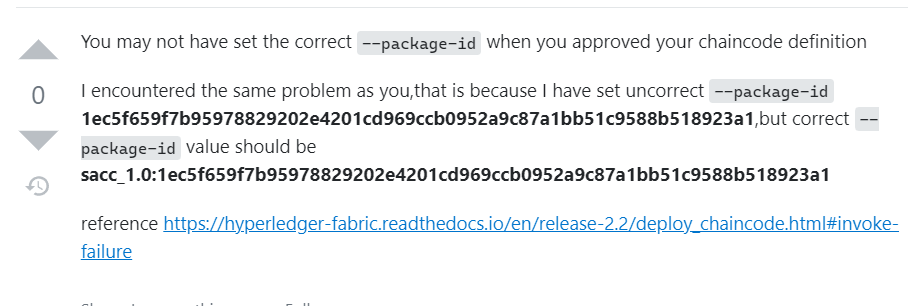 You may not have set the correct --package-id when you approved your chaincode definition
0
I encountered the same problem as you,that is because I have set uncorrect --package-id
1ec5f659f7b95978829202e4201cd969ccb0952a9c87a1bb51c9588b518923a1,but correct --
package-id value should be
sacc_1.0:1ec5f659f7b95978829202e4201cd969ccb0952a9c87a1bb51c9588b518923a1
reference https://hyperledger-fabric.readthedocs.io/en/release-2.2/deploy_chaincode.html#invoke-
failure